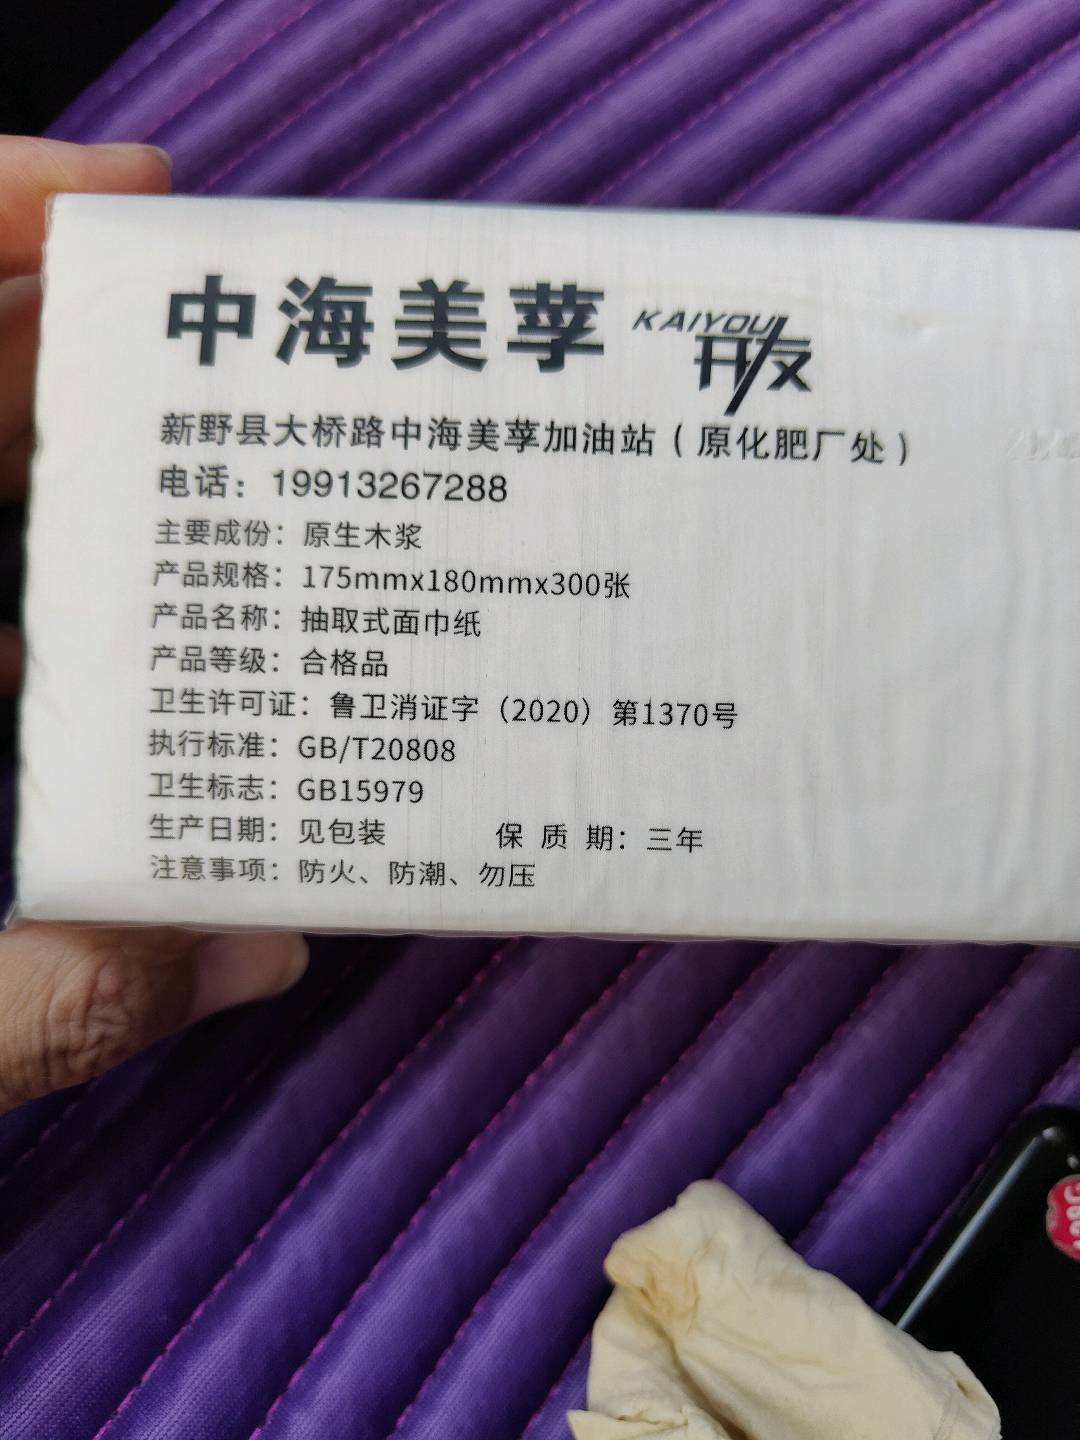 中海美莩 KAIYOU 开友
新野县大桥路中海美莩加油站（原化肥厂处）
电话：19913267288
主要成份：原生木浆
产品规格：175mmx180mmx300张
产品名称：抽取式面巾纸
产品等级：合格品
卫生许可证：鲁卫消证字（2020）第1370号
执行标准：GB/T20808
卫生标志：GB15979
生产日期：见包装 保 质 期：三年
注意事项：防火、防潮、勿压